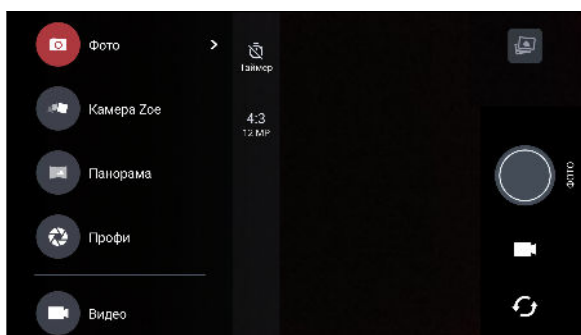 Фото
Камера Zoe
Панорама
Профи
Видео
Таймер
4:3
12 MP
ФОТО